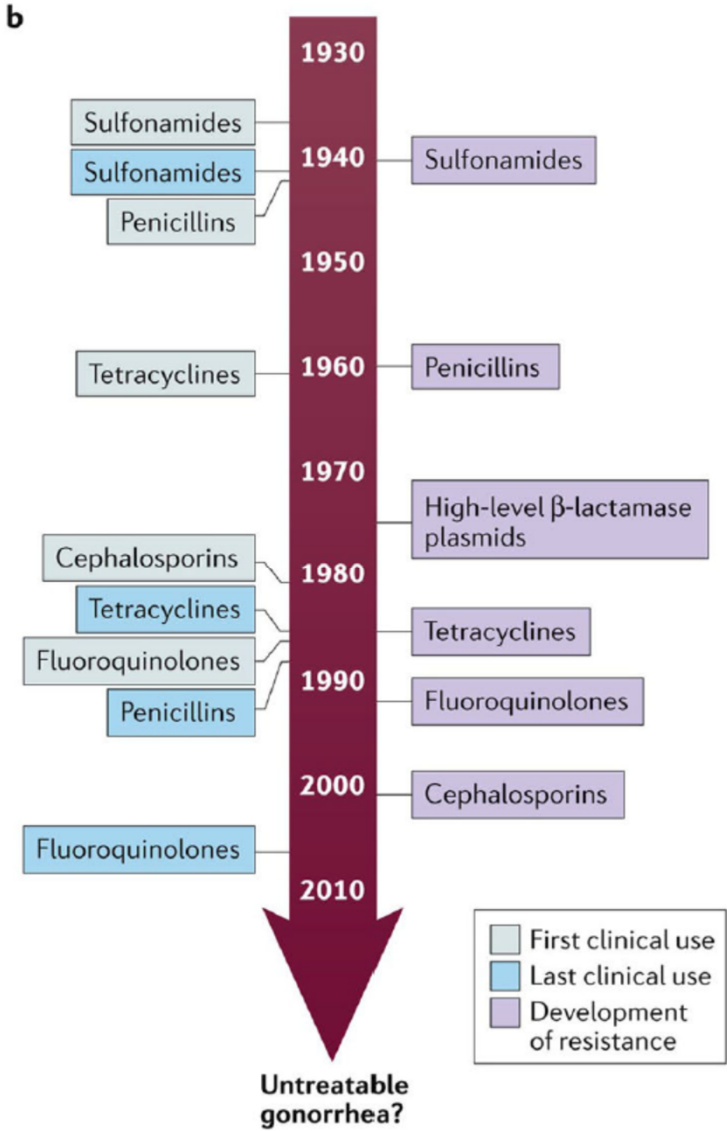 b
1930
Sulfonamides
1940
Sulfonamides
Sulfonamides
Penicillins
1950
Tetracyclines
1960
Penicillins
1970
High-level β-lactamase
plasmids
Cephalosporins
1980
Tetracyclines
Tetracyclines
Fluoroquinolones
1990
Penicillins
Fluoroquinolones
2000
Cephalosporins
Fluoroquinolones
2010
First clinical use
Last clinical use
Development
of resistance
Untreatable
gonorrhea?